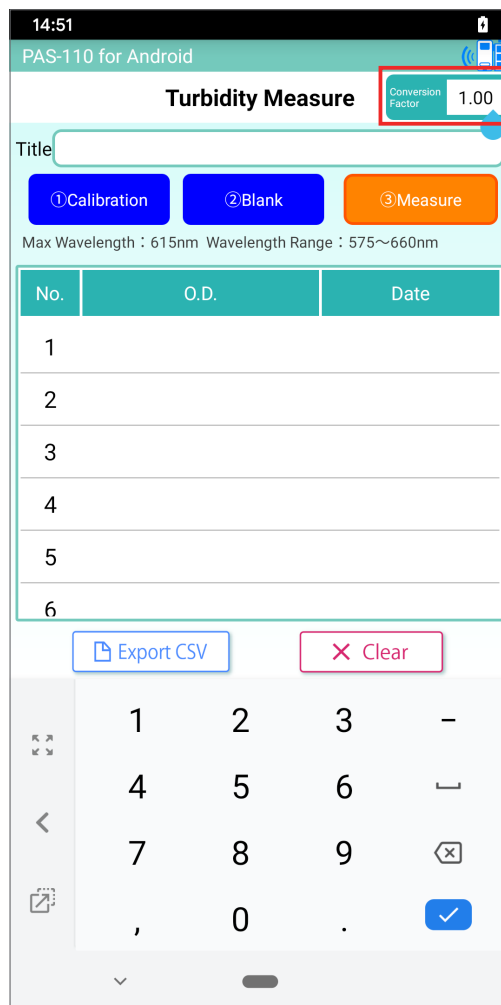 14:51
PAS-110 for Android
Turbidity Measure
Conversion
Factor
1.00
Title
①Calibration ②Blank ③Measure
Max Wavelength：615nm Wavelength Range：575～660nm
No. O.D. Date
1
2
3
4
5
6
Export CSV Clear
1 2 3 -
4 5 6
7 8 9
, 0 .